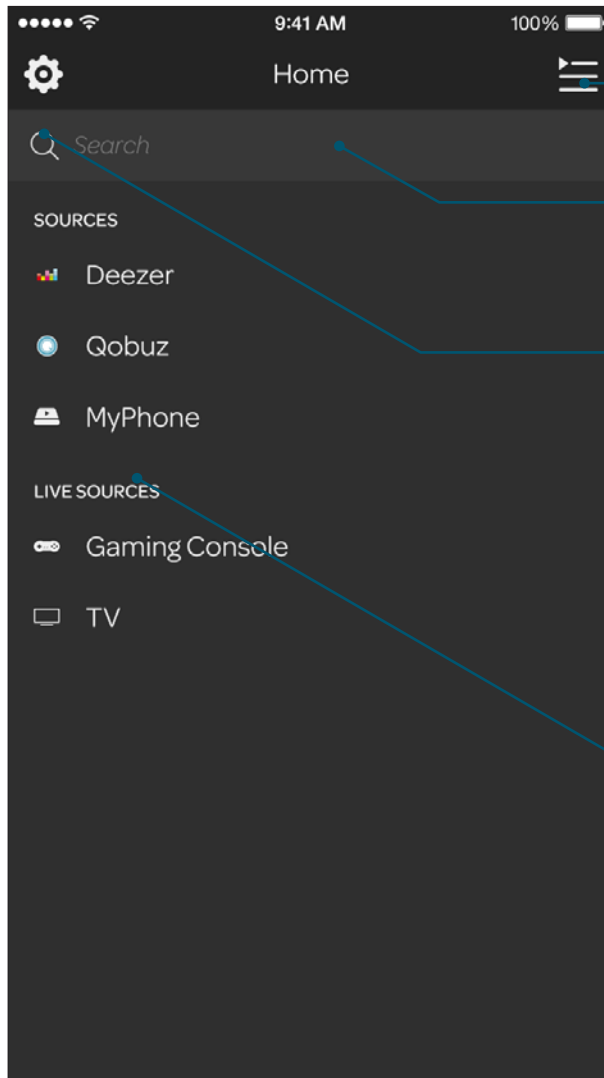 9:41 AM 100%
Home
Search
SOURCES
Deezer
Qobuz
MyPhone
LIVE SOURCES
Gaming Console
TV